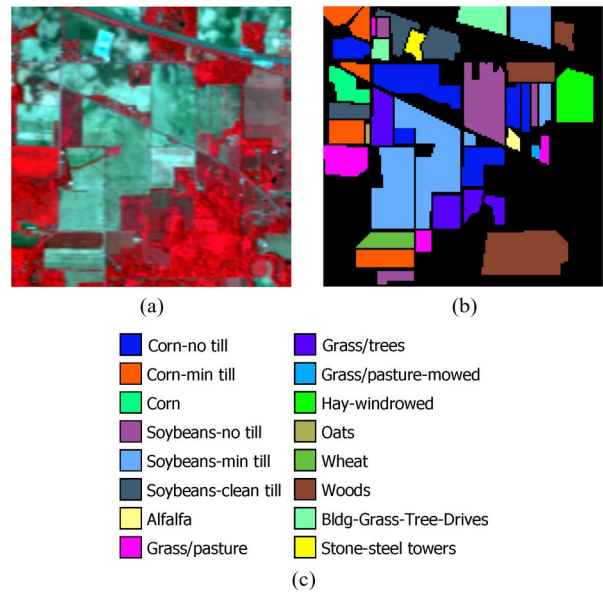 (a)
(b)
Corn-no till
Grass/trees
Corn-min till
Grass/pasture-mowed
Corn
Hay-windrowed
Soybeans-no till
Oats
Soybeans-min till
Wheat
Soybeans-clean till
Woods
Alfalfa
Bldg-Grass-Tree-Drives
Grass/pasture
Stone-steel towers
(c)